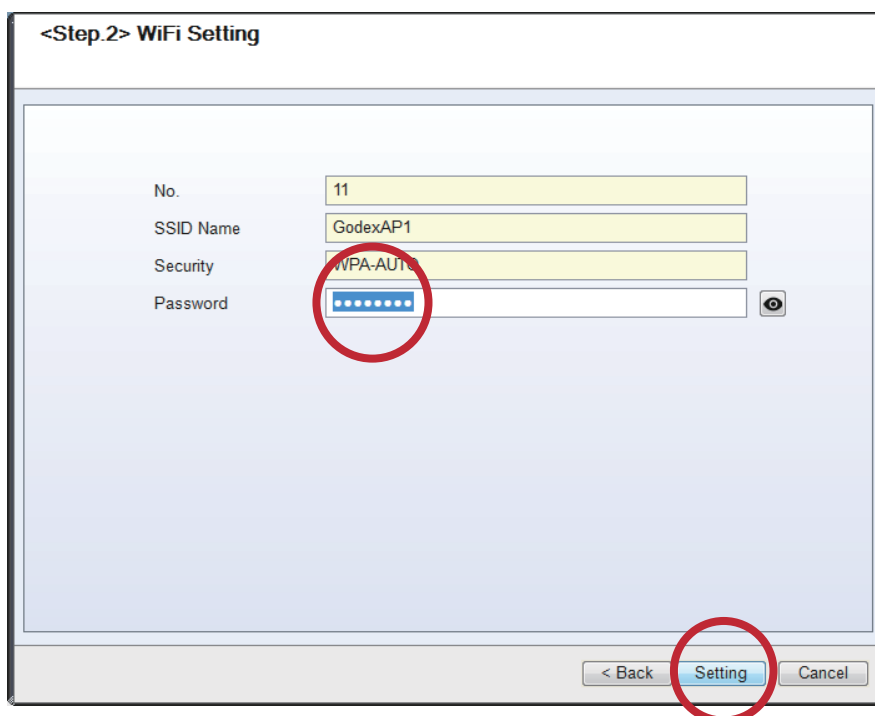 <Step.2> WiFi Setting
No. 11
SSID Name GodexAP1
Security WPA-AUTO
Password ••••••••
< Back Setting Cancel